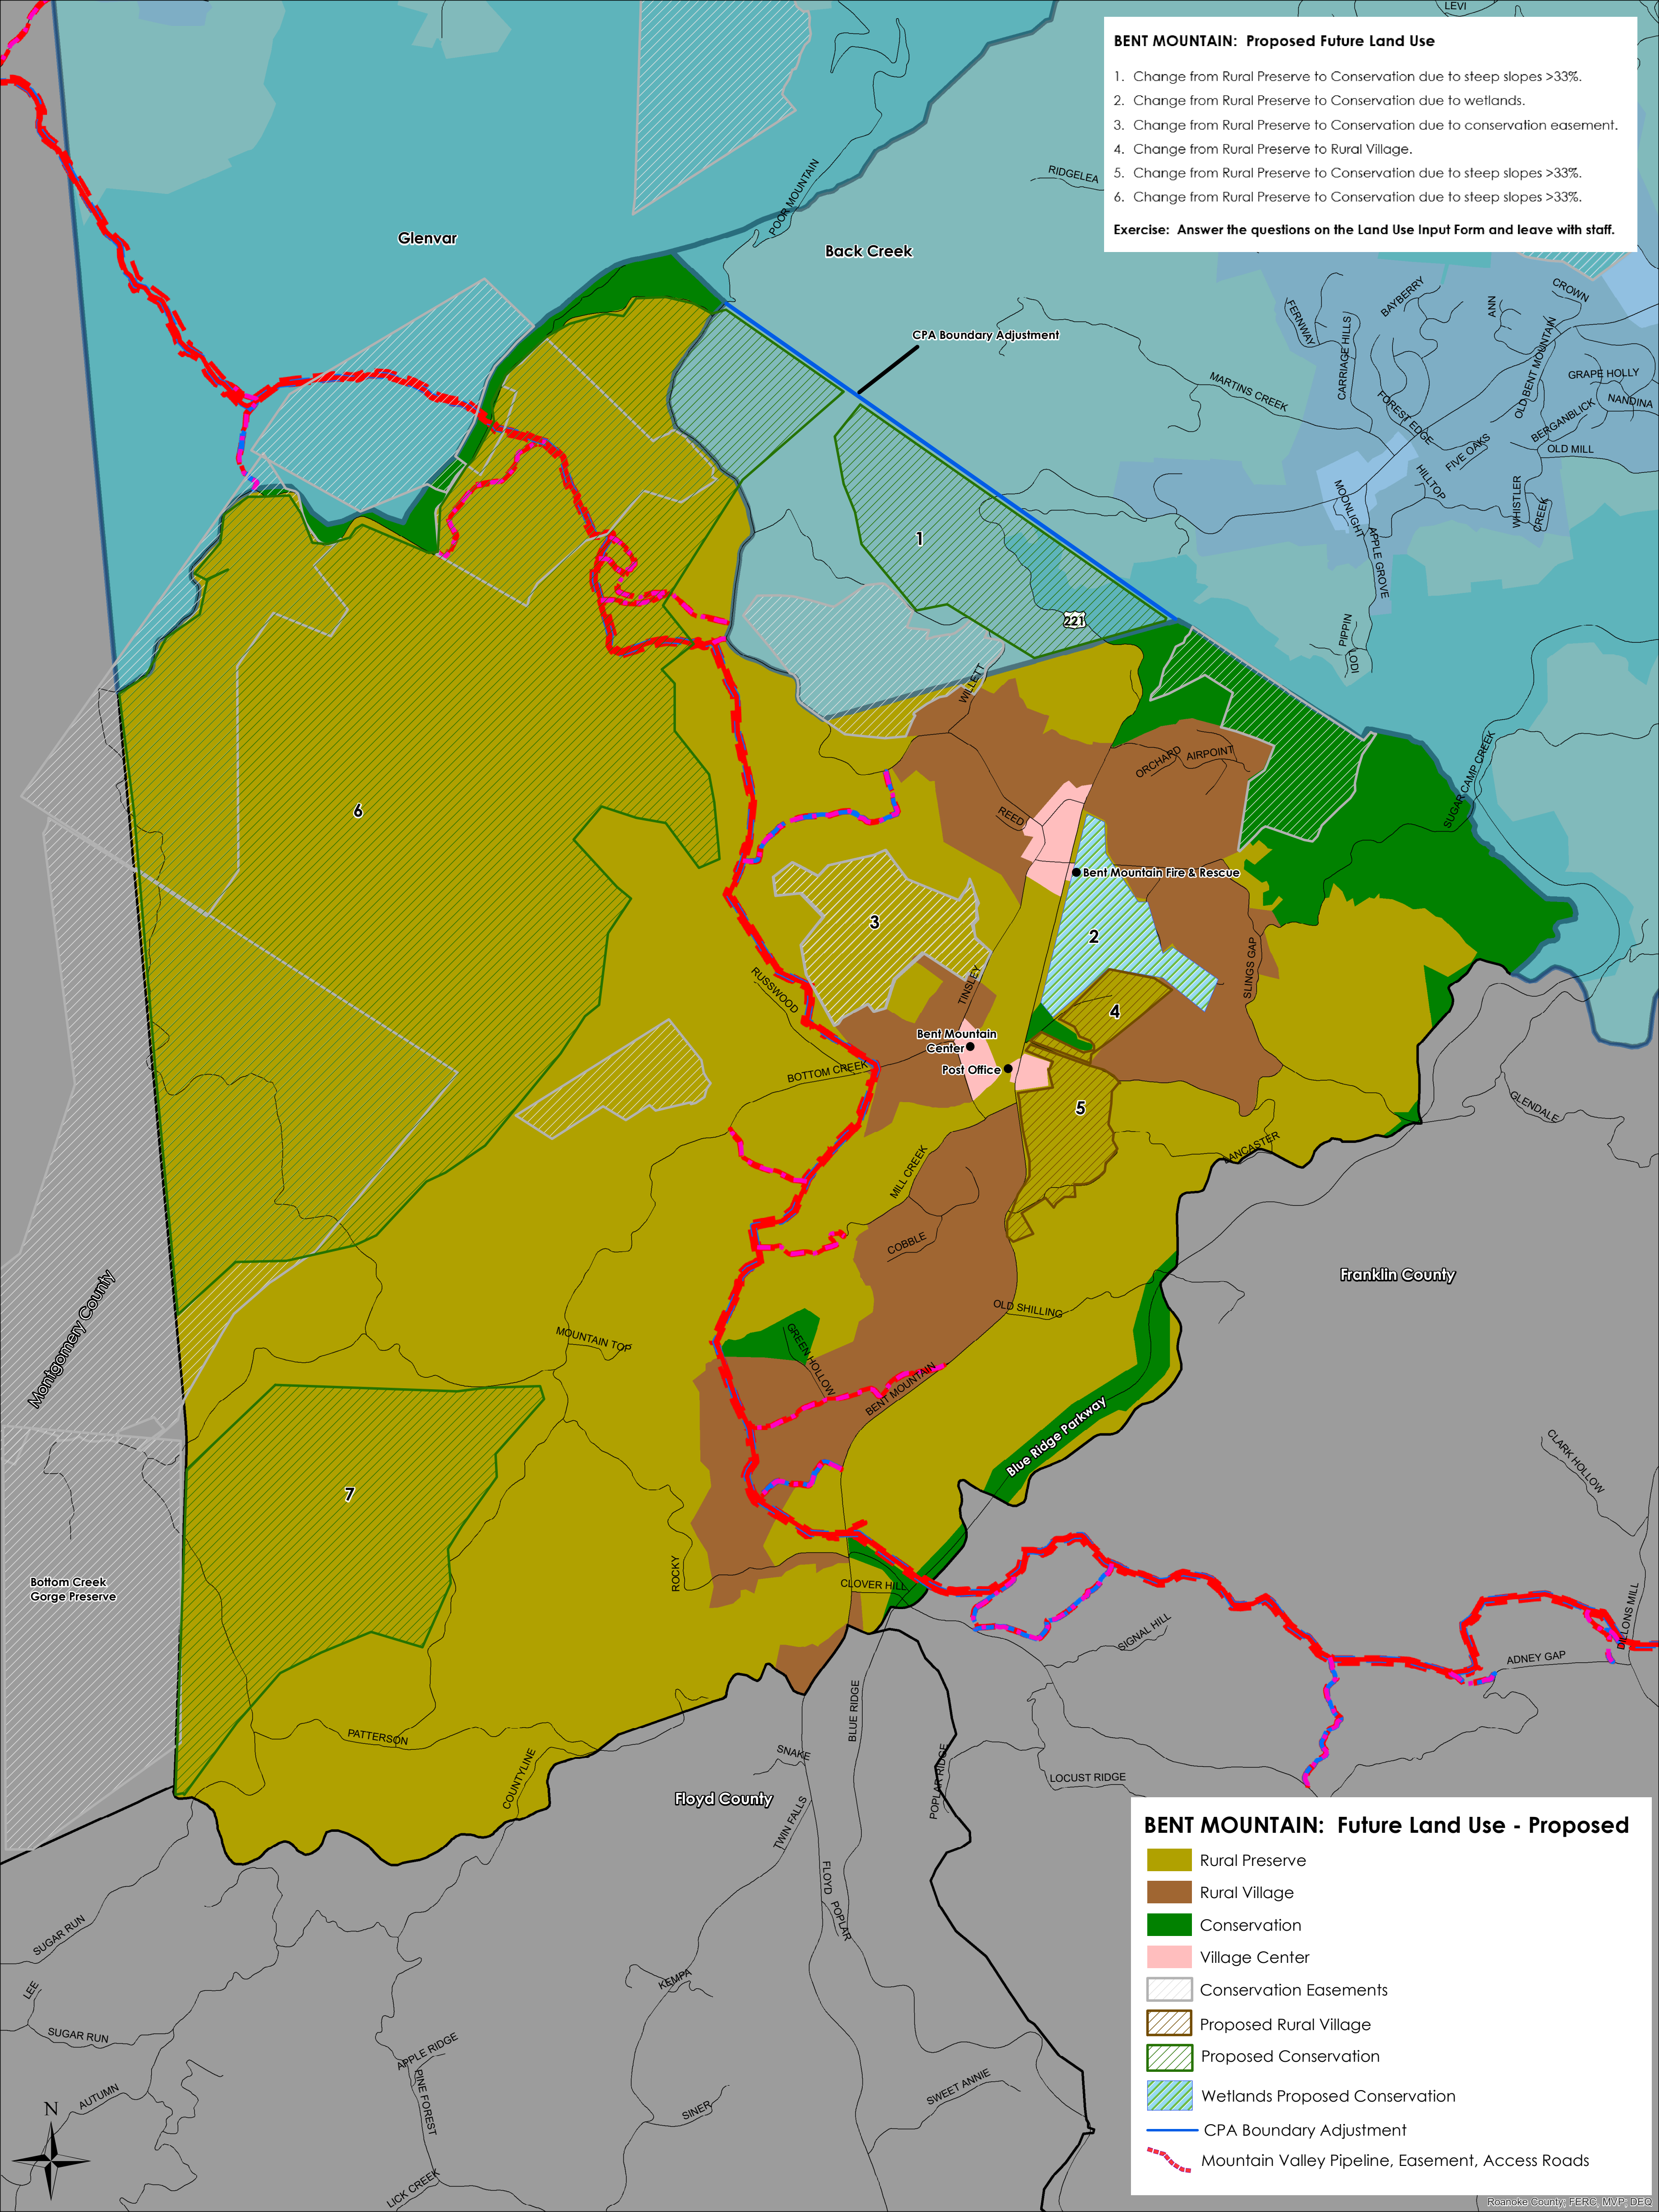 LEVI
BENT MOUNTAIN:  Proposed Future Land Use
1.  Change from Rural Preserve to Conservation due to steep slopes >33%.
2.  Change from Rural Preserve to Conservation due to wetlands.
3.  Change from Rural Preserve to Conservation due to conservation easement.
4.  Change from Rural Preserve to Rural Village.
5.  Change from Rural Preserve to Conservation due to steep slopes >33%.
6.  Change from Rural Preserve to Conservation due to steep slopes >33%.
Exercise:  Answer the questions on the Land Use Input Form and leave with staff.
RIDGELEA
POOR MOUNTAIN
Glenvar
Back Creek
CPA Boundary Adjustment
FERNWAY
CARRIAGE HILLS
BAYBERRY
ANN
CROWN
OLD BENT MOUNTAIN
GRAPE HOLLY
NANDINA
MARTINS CREEK
FOREST EDGE
BERGANBLICK
FIVE OAKS
OLD MILL
HILLTOP
MOONLIGHT
WHISTLER
CREEK
APPLE GROVE
1
221
PIPPIN
LODI
WILLETT
ORCHARD
AIRPOINT
SUGAR CAMP CREEK
6
REED
Bent Mountain Fire & Rescue
3
2
SLINGS GAP
RUSSWOOD
TINSLEY
4
Bent Mountain
Center
Post Office
BOTTOM CREEK
5
GLENDALE
LANCASTER
MILL CREEK
COBBLE
Franklin County
OLD SHILLING
Montgomery County
MOUNTAIN TOP
GREEN HOLLOW
BENT MOUNTAIN
Blue Ridge Parkway
CLARK HOLLOW
7
Bottom Creek
Gorge Preserve
ROCKY
CLOVER HILL
SIGNAL HILL
DILLONS MILL
ADNEY GAP
PATTERSON
COUNTYLINE
BLUE RIDGE
SNAKE
POPLAR RIDGE
LOCUST RIDGE
Floyd County
TWIN FALLS
FLOYD
POPLAR
BENT MOUNTAIN:  Future Land Use - Proposed
Rural Preserve
Rural Village
Conservation
Village Center
Conservation Easements
Proposed Rural Village
Proposed Conservation
Wetlands Proposed Conservation
CPA Boundary Adjustment
Mountain Valley Pipeline, Easement, Access Roads
SUGAR RUN
LEE
SUGAR RUN
KEMPA
APPLE RIDGE
PINE FOREST
AUTUMN
SINER
SWEET ANNIE
LICK CREEK
N
Roanoke County; FERC, MVP; DEQ